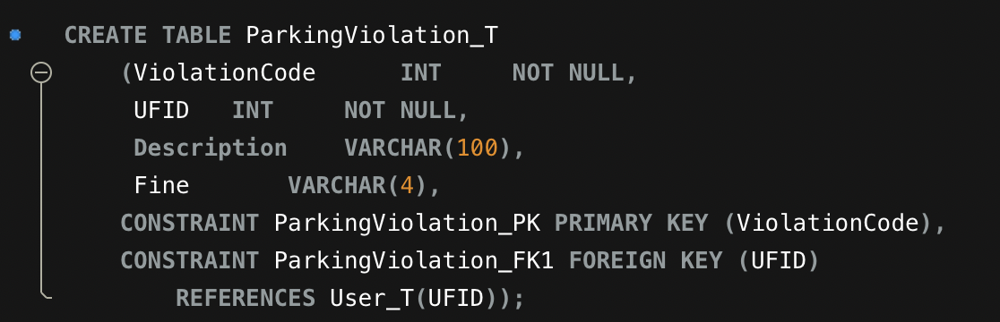 CREATE TABLE ParkingViolation_T
(ViolationCode INT NOT NULL,
UFID INT NOT NULL,
Description VARCHAR(100),
Fine VARCHAR(4),
CONSTRAINT ParkingViolation_PK PRIMARY KEY (ViolationCode),
CONSTRAINT ParkingViolation_FK1 FOREIGN KEY (UFID)
REFERENCES User_T(UFID));